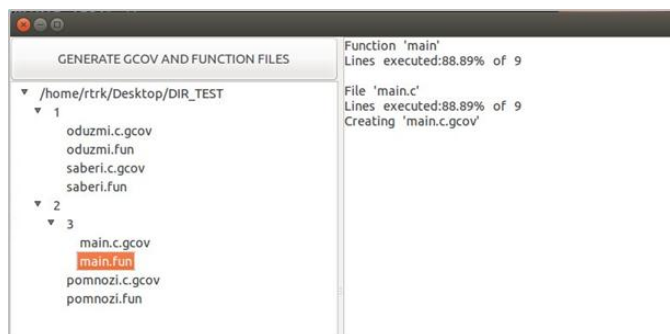 GENERATE GCOV AND FUNCTION FILES
/home/rtrk/Desktop/DIR_TEST
1
oduzmi.c.gcov
oduzmi.fun
saberi.c.gcov
saberi.fun
2
3
main.c.gcov
main.fun
pomnozi.c.gcov
pomnozi.fun
Function 'main'
Lines executed:88.89% of 9
File 'main.c'
Lines executed:88.89% of 9
Creating 'main.c.gcov'